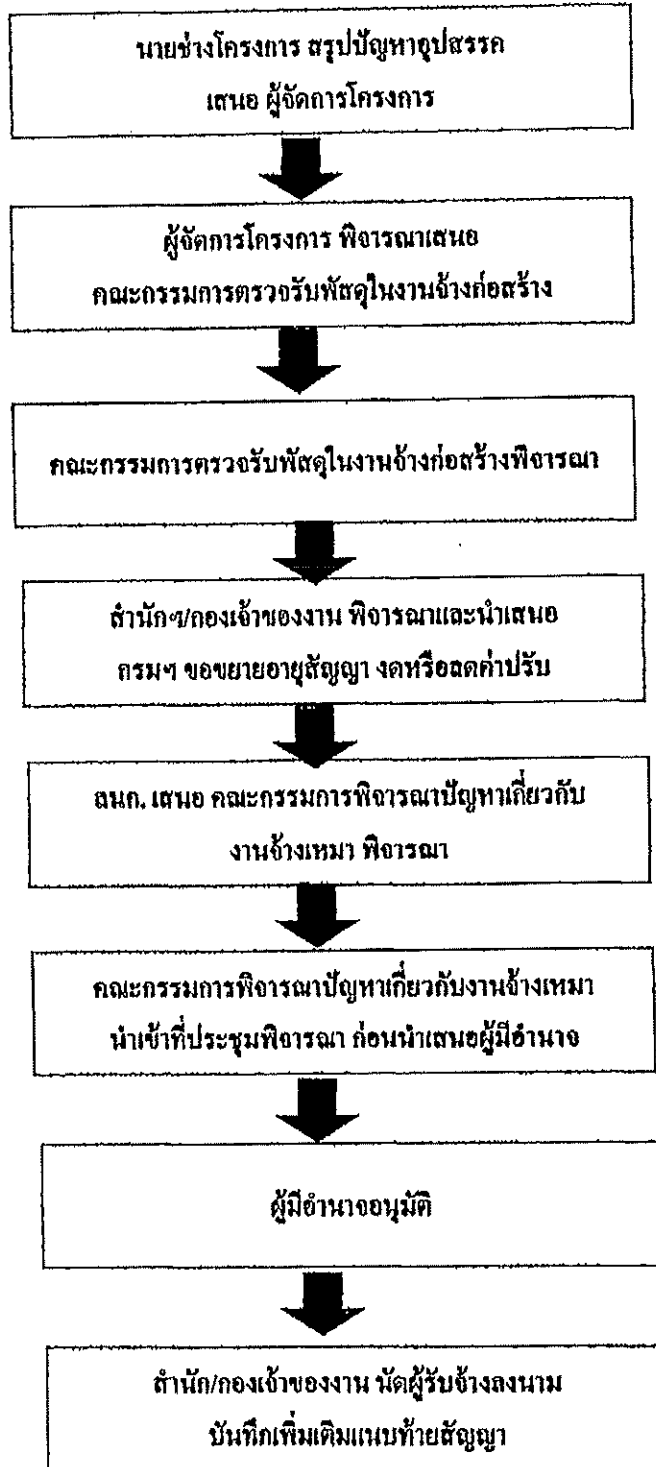 นายช่างโครงการ สรุปปัญหาอุปสรรค
เสนอ ผู้จัดการโครงการ
ผู้จัดการโครงการ พิจารณาเสนอ
คณะกรรมการตรวจรับพัสดุในงานจ้างก่อสร้าง
คณะกรรมการตรวจรับพัสดุในงานจ้างก่อสร้างพิจารณา
สำนักฯ/กองเจ้าของงาน พิจารณาและนำเสนอ
กรมฯ ขอขยายอายุสัญญา งดหรือลดค่าปรับ
ลนก. เสนอ คณะกรรมการพิจารณาปัญหาเกี่ยวกับ
งานจ้างเหมา พิจารณา
คณะกรรมการพิจารณาปัญหาเกี่ยวกับงานจ้างเหมา
นำเข้าที่ประชุมพิจารณา ก่อนนำเสนอผู้มีอำนาจ
ผู้มีอำนาจอนุมัติ
สำนัก/กองเจ้าของงาน นัดผู้รับจ้างลงนาม
บันทึกเพิ่มเติมแนบท้ายสัญญา